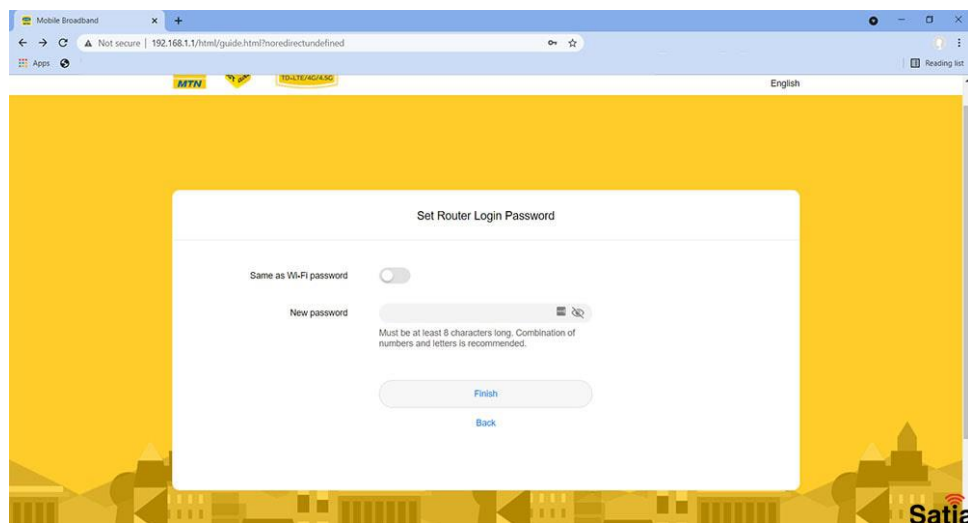 Mobile Broadband
Not secure | 192.168.1.1/html/guide.html?noredirectundefined
Apps
Reading list
MTN
TD-LTE/4G/4.5G
English
Set Router Login Password
Same as Wi-Fi password
New password
Must be at least 8 characters long. Combination of
numbers and letters is recommended.
Finish
Back
Satia